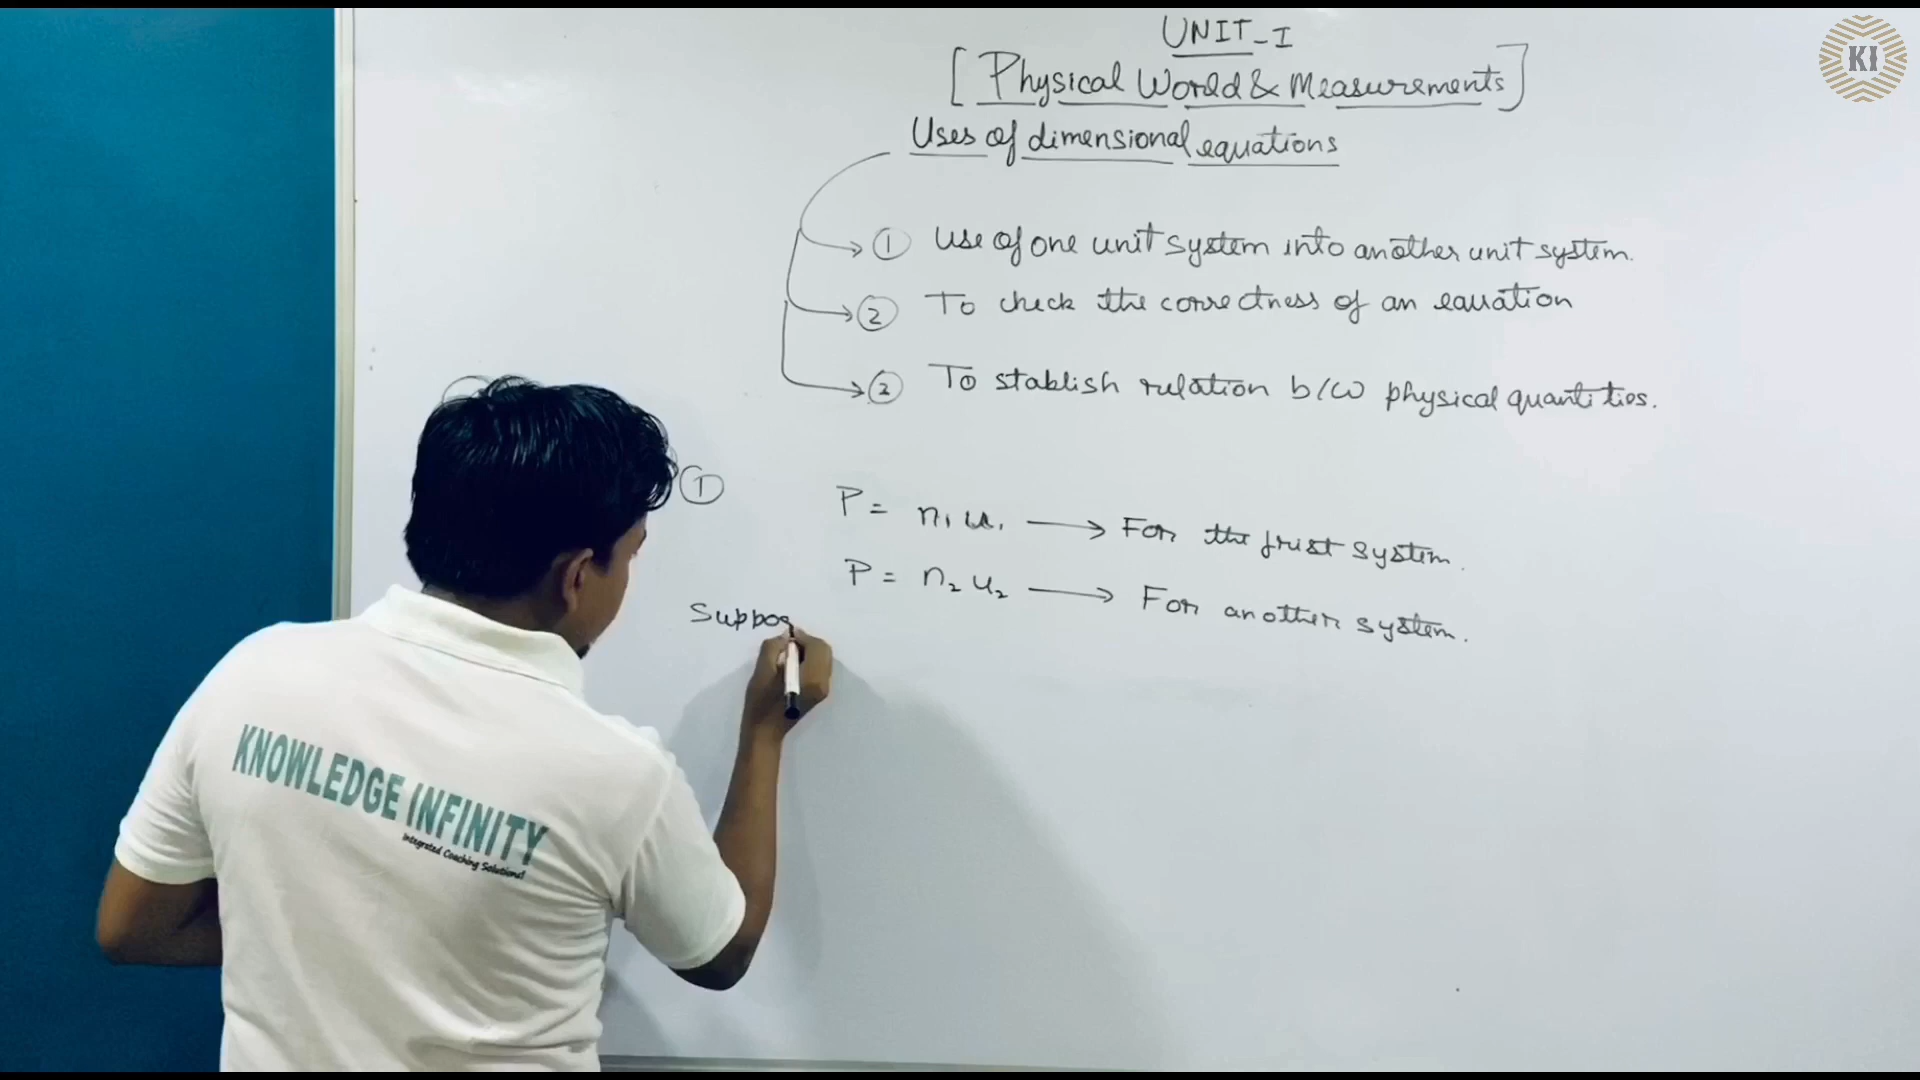 UNIT-I
[Physical World & Measurements]
Uses of dimensional equations
① Use of one unit system into another unit system.
② To check the correctness of an equation
③ To stablish relation b/w physical quantities.
① P = n₁ u₁ → For the frist system.
P = n₂ u₂ → For another system.
Suppos
KNOWLEDGE INFINITY
Integrated Coaching Solutions!
KI